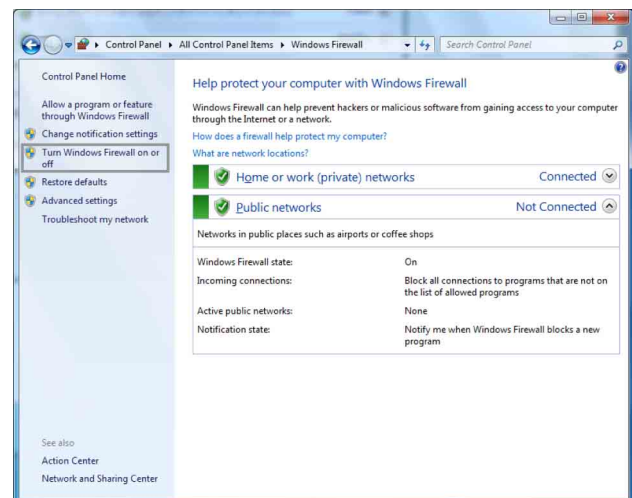 Control Panel ▸ All Control Panel Items ▸ Windows Firewall
Search Control Panel
Control Panel Home
Allow a program or feature
through Windows Firewall
Change notification settings
Turn Windows Firewall on or
off
Restore defaults
Advanced settings
Troubleshoot my network
See also
Action Center
Network and Sharing Center
Help protect your computer with Windows Firewall
Windows Firewall can help prevent hackers or malicious software from gaining access to your computer
through the Internet or a network.
How does a firewall help protect my computer?
What are network locations?
Home or work (private) networks Connected
Public networks Not Connected
Networks in public places such as airports or coffee shops
Windows Firewall state: On
Incoming connections: Block all connections to programs that are not on
the list of allowed programs
Active public networks: None
Notification state: Notify me when Windows Firewall blocks a new
program